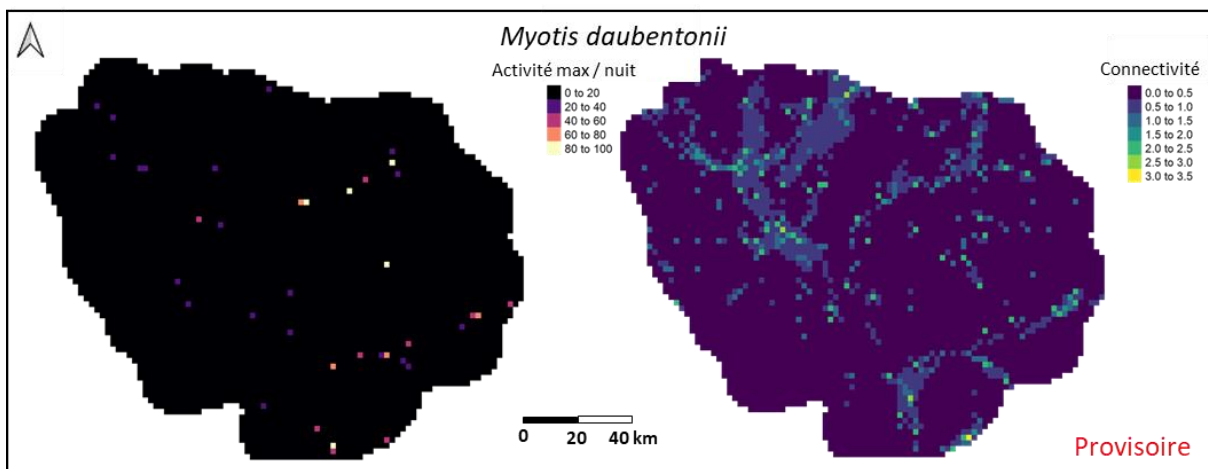 Myotis daubentonii
Activité max / nuit
0 to 20
20 to 40
40 to 60
60 to 80
80 to 100
Connectivité
0.0 to 0.5
0.5 to 1.0
1.0 to 1.5
1.5 to 2.0
2.0 to 2.5
2.5 to 3.0
3.0 to 3.5
0 20 40 km
Provisoire